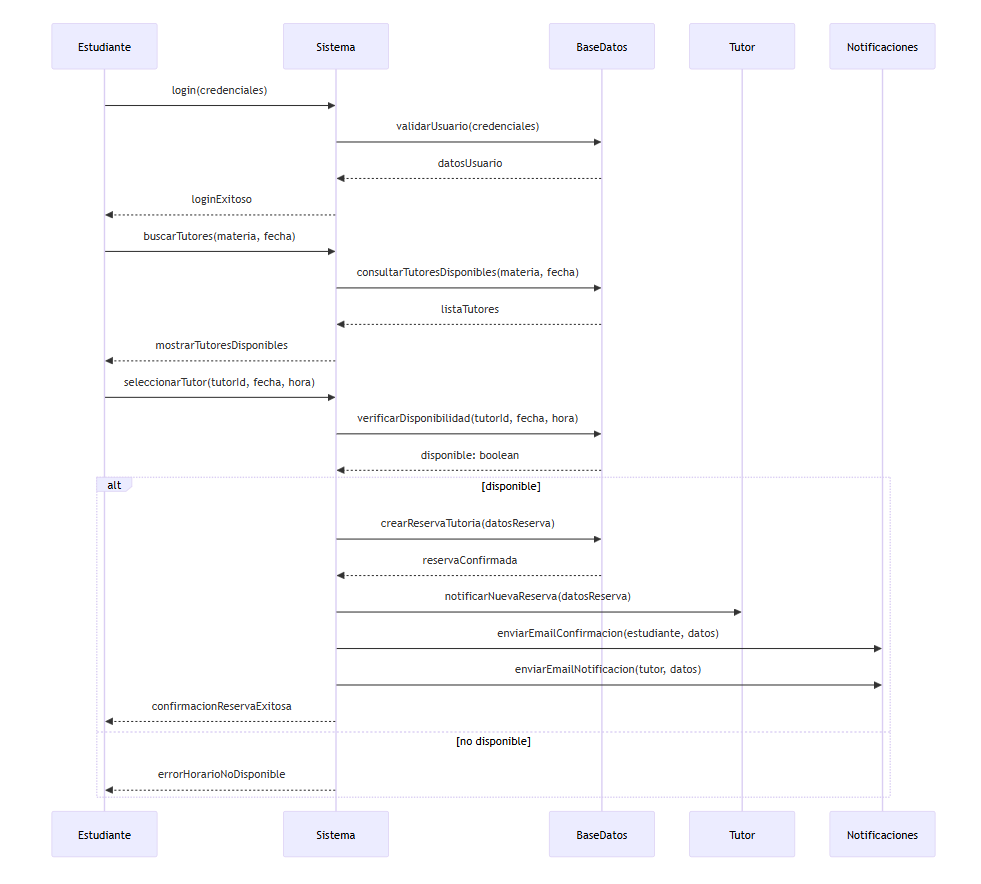 Estudiante
Sistema
BaseDatos
Tutor
Notificaciones
login(credenciales)
validarUsuario(credenciales)
datosUsuario
loginExitoso
buscarTutores(materia, fecha)
consultarTutoresDisponibles(materia, fecha)
listaTutores
mostrarTutoresDisponibles
seleccionarTutor(tutorId, fecha, hora)
verificarDisponibilidad(tutorId, fecha, hora)
disponible: boolean
alt
[disponible]
crearReservaTutoria(datosReserva)
reservaConfirmada
notificarNuevaReserva(datosReserva)
enviarEmailConfirmacion(estudiante, datos)
enviarEmailNotificacion(tutor, datos)
confirmacionReservaExitosa
[no disponible]
errorHorarioNoDisponible
Estudiante
Sistema
BaseDatos
Tutor
Notificaciones